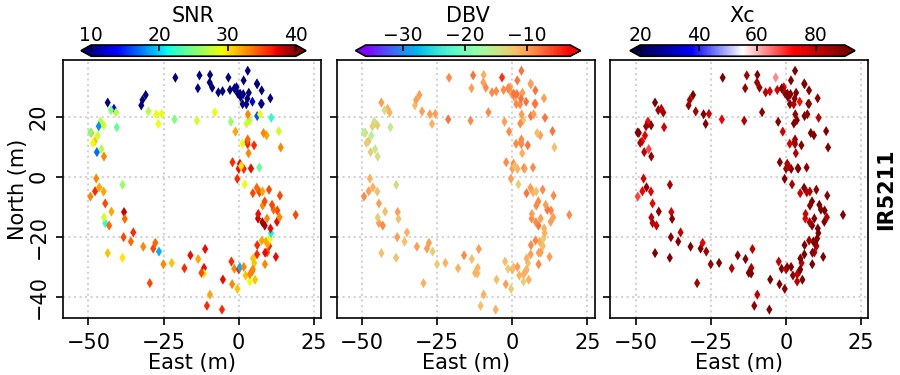 SNR DBV Xc
10 20 30 40 −30 −20 −10 20 40 60 80
North (m)
20
0
−20
−40
IR5211
−50 −25 0 25 −50 −25 0 25 −50 −25 0 25
East (m) East (m) East (m)